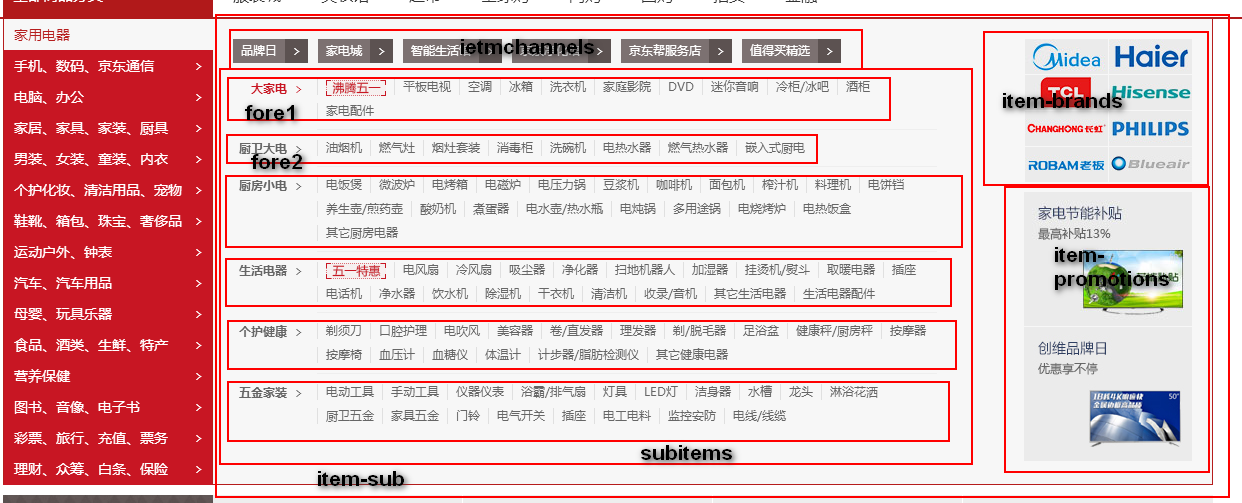 家用电器
手机、数码、京东通信 >
电脑、办公 >
家居、家具、家装、厨具 >
男装、女装、童装、内衣 >
个护化妆、清洁用品、宠物 >
鞋靴、箱包、珠宝、奢侈品 >
运动户外、钟表 >
汽车、汽车用品 >
母婴、玩具乐器 >
食品、酒类、生鲜、特产 >
营养保健 >
图书、音像、电子书 >
彩票、旅行、充值、票务 >
理财、众筹、白条、保险 >
品牌日 > 家电城 > 智能生活 > 京东帮服务店 > 值得买精选 >
ietmchannels
大家电 > 沸腾五一 平板电视 空调 冰箱 洗衣机 家庭影院 DVD 迷你音响 冷柜/冰吧 酒柜
家电配件
fore1
厨卫大电 > 油烟机 燃气灶 烟灶套装 消毒柜 洗碗机 电热水器 燃气热水器 嵌入式厨电
fore2
厨房小电 > 电饭煲 微波炉 电烤箱 电磁炉 电压力锅 豆浆机 咖啡机 面包机 榨汁机 料理机 电饼铛
养生壶/煎药壶 酸奶机 煮蛋器 电水壶/热水瓶 电炖锅 多用途锅 电烧烤炉 电热饭盒
其它厨房电器
生活电器 > 五一特惠 电风扇 冷风扇 吸尘器 净化器 扫地机器人 加湿器 挂烫机/熨斗 取暖电器 插座
电话机 净水器 饮水机 除湿机 干衣机 清洁机 收录/音机 其它生活电器 生活电器配件
个护健康 > 剃须刀 口腔护理 电吹风 美容器 卷/直发器 理发器 剃/脱毛器 足浴盆 健康秤/厨房秤 按摩器
按摩椅 血压计 血糖仪 体温计 计步器/脂肪检测仪 其它健康电器
五金家装 > 电动工具 手动工具 仪器仪表 浴霸/排气扇 灯具 LED灯 洁身器 水槽 龙头 淋浴花洒
厨卫五金 家具五金 门铃 电气开关 插座 电工电料 监控安防 电线/线缆
subitems
item-sub
Midea Haier
TCL Hisense
item-brands
CHANGHONG 长虹 PHILIPS
ROBAM老板 Blueair
家电节能补贴
最高补贴13%
item-
promotions
创维品牌日
优惠享不停
50"